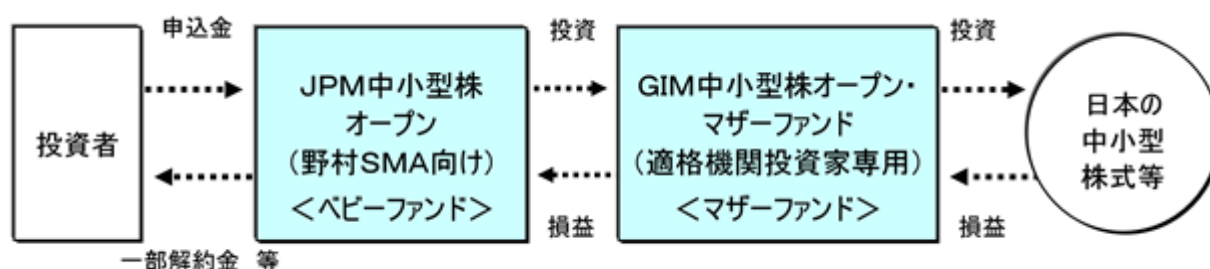 申込金
投資
投資
投資者
JPM中小型株
オープン
(野村SMA向け)
<ベビーファンド>
GIM中小型株オープン・
マザーファンド
(適格機関投資家専用)
<マザーファンド>
日本の
中小型
株式等
一部解約金 等
損益
損益